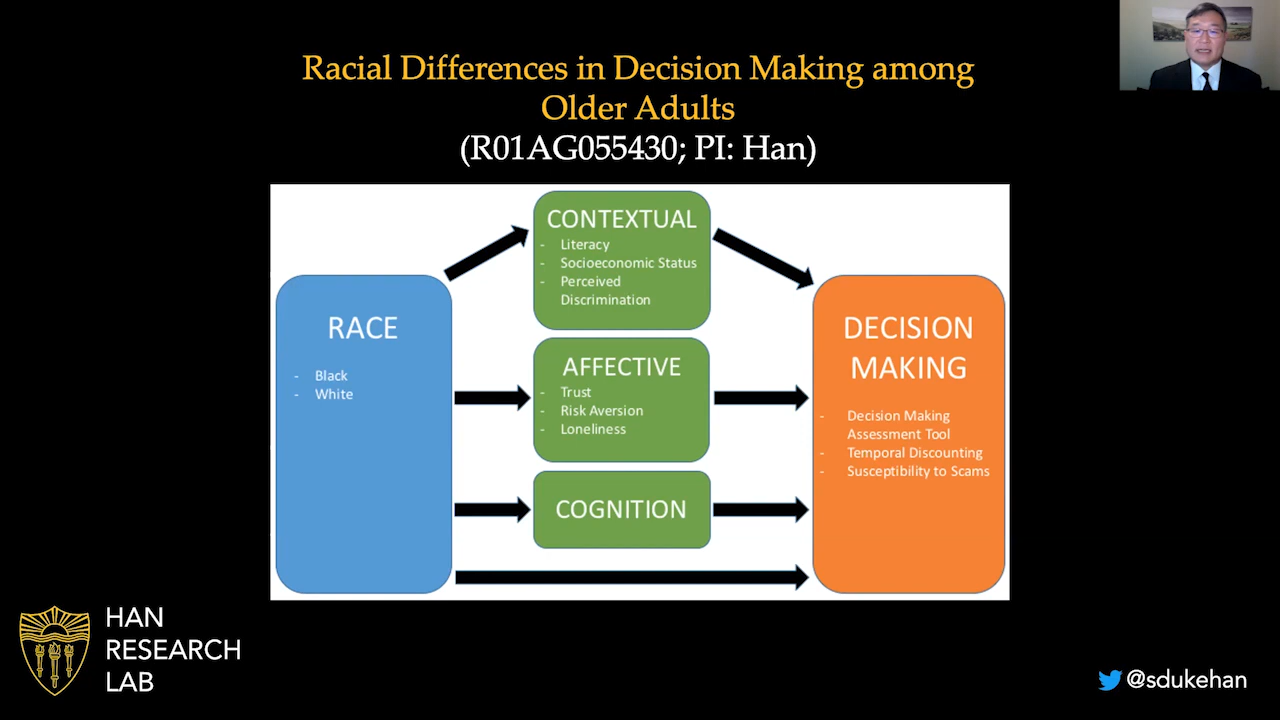 Racial Differences in Decision Making among
Older Adults
(R01AG055430; PI: Han)
RACE
- Black
- White
CONTEXTUAL
- Literacy
- Socioeconomic Status
- Perceived
Discrimination
AFFECTIVE
- Trust
- Risk Aversion
- Loneliness
COGNITION
DECISION
MAKING
- Decision Making
Assessment Tool
- Temporal Discounting
- Susceptibility to Scams
HAN
RESEARCH
LAB
@sdukehan